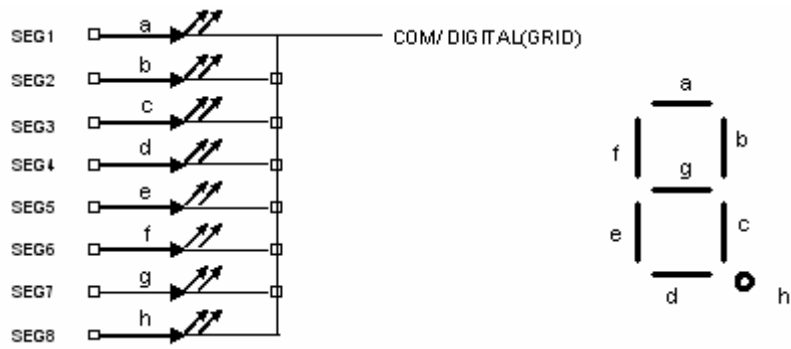 SEG1 a COM/DIGITAL(GRID)
SEG2 b
SEG3 c
SEG4 d
SEG5 e
SEG6 f
SEG7 g
SEG8 h
a
f b
g
e c
d h